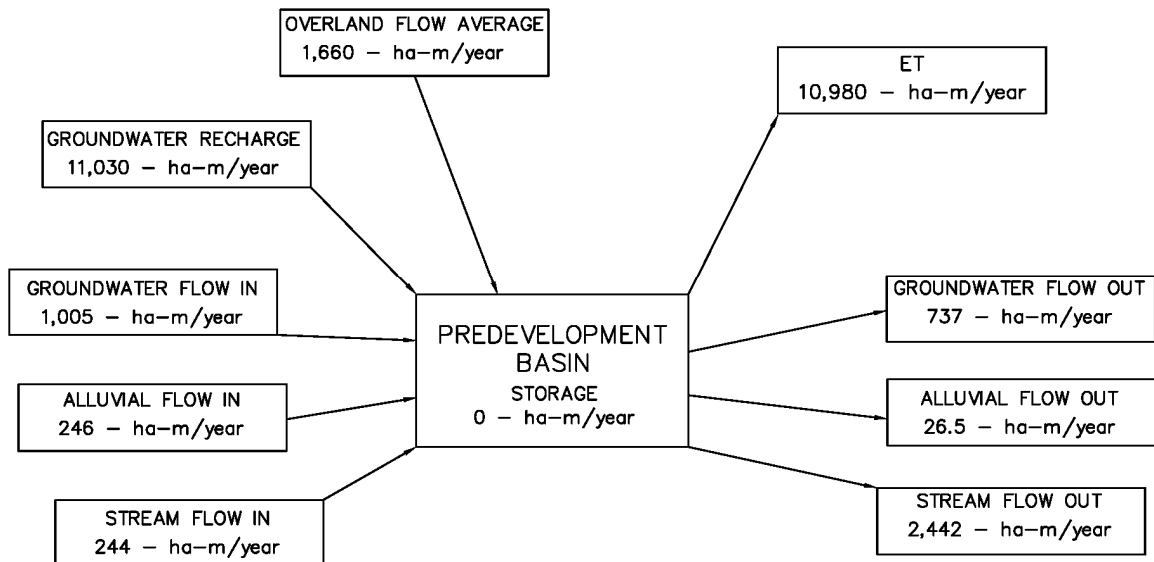 OVERLAND FLOW AVERAGE
1,660 – ha–m/year
ET
10,980 – ha–m/year
GROUNDWATER RECHARGE
11,030 – ha–m/year
GROUNDWATER FLOW IN
1,005 – ha–m/year
ALLUVIAL FLOW IN
246 – ha–m/year
STREAM FLOW IN
244 – ha–m/year
PREDEVELOPMENT
BASIN
STORAGE
0 – ha–m/year
GROUNDWATER FLOW OUT
737 – ha–m/year
ALLUVIAL FLOW OUT
26.5 – ha–m/year
STREAM FLOW OUT
2,442 – ha–m/year